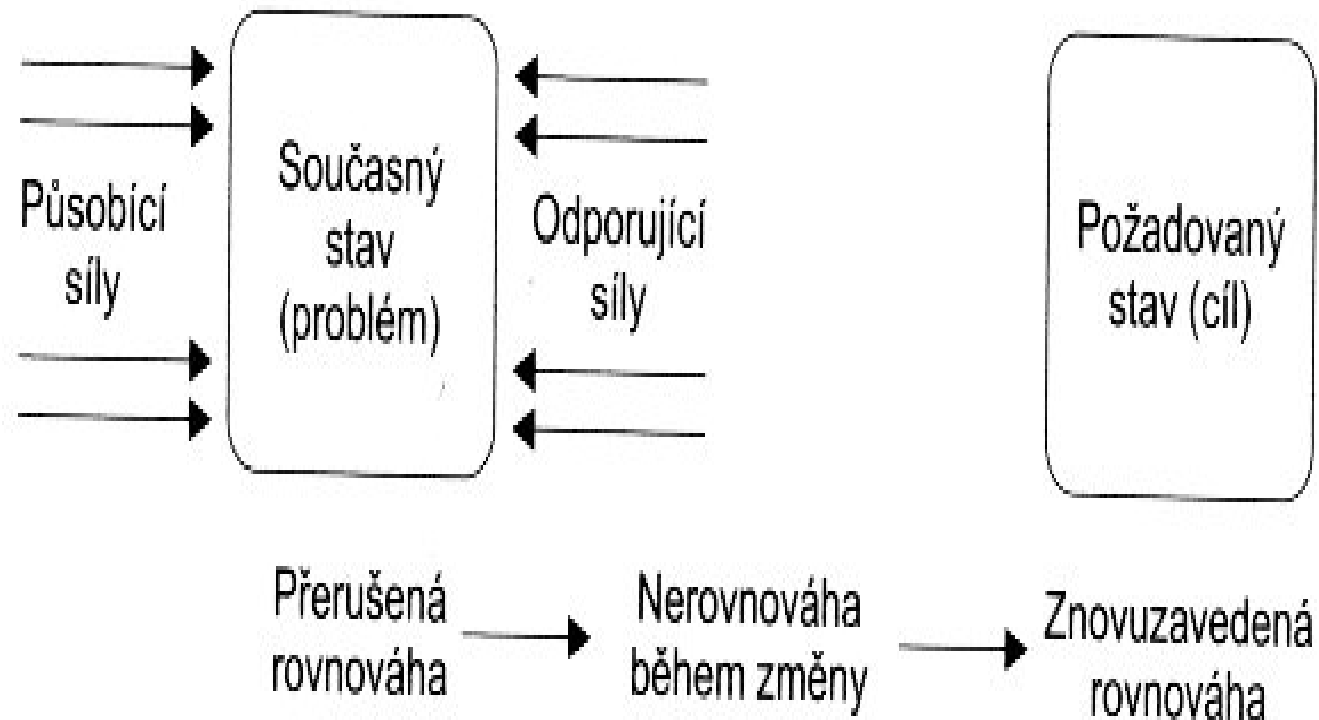 Působící
síly
Současný
stav
(problém)
Odporující
síly
Požadovaný
stav (cíl)
Přerušená
rovnováha
Nerovnováha
během změny
Znovuzavedená
rovnováha